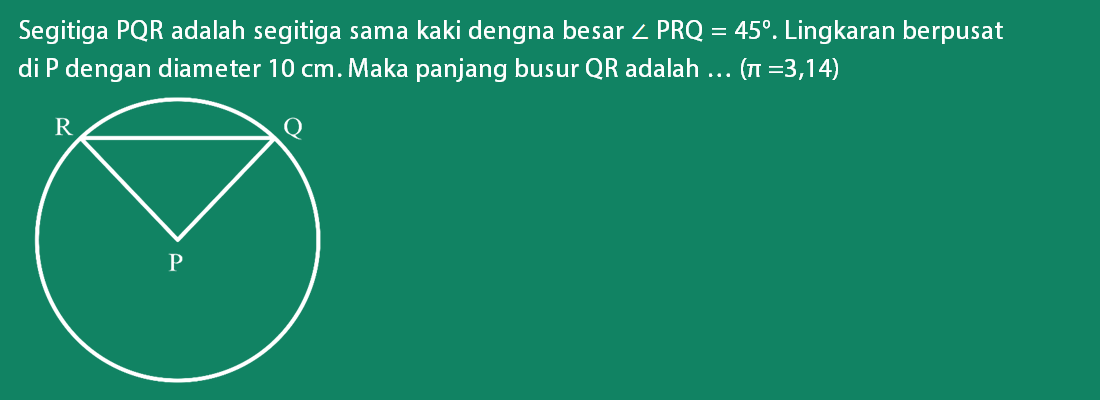 Segitiga PQR adalah segitiga sama kaki dengna besar ∠ PRQ = 45º. Lingkaran berpusat
di P dengan diameter 10 cm. Maka panjang busur QR adalah ... (π =3,14)
R
Q
P